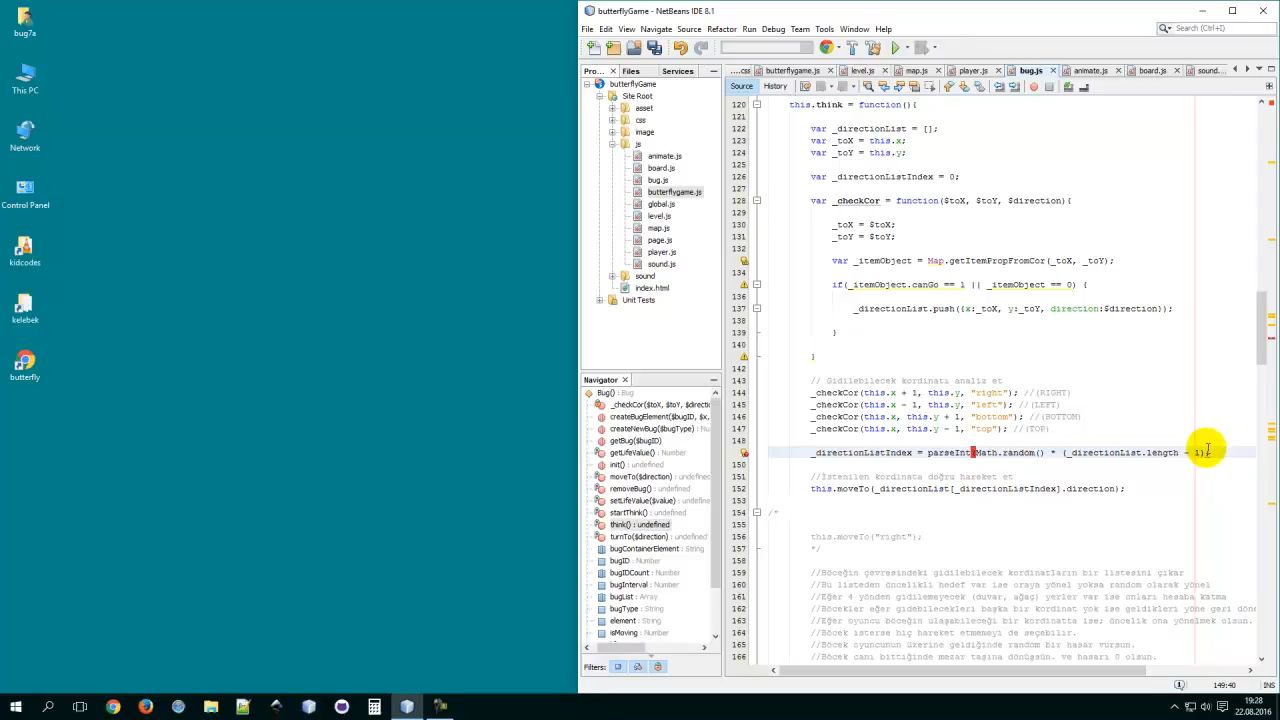 bug7a
This PC
Network
Control Panel
kidcodes
kelebek
butterfly
butterflyGame - NetBeans IDE 8.1
File Edit View Navigate Source Refactor Run Debug Team Tools Window Help
Search (Ctrl+I)
Pro... Files Services
butterflyGame
Site Root
asset
css
image
js
animate.js
board.js
bug.js
butterflygame.js
global.js
level.js
map.js
page.js
player.js
sound.js
sound
index.html
Unit Tests
Navigator
Bug()
_checkCor($toX, $toY, $directic
createBugElement($bugID, $x,
createNewBug($bugType) : Nu
getBug($bugID)
getLifeValue() : Number
init() : undefined
moveTo($direction) : undefined
removeBug() : undefined
setLifeValue($value) : undefined
startThink() : undefined
think() : undefined
turnTo($direction) : undefined
bugContainerElement : String
bugID : Number
bugIDCount : Number
bugInterval : Number
bugList : Array
bugType : String
element : String
isMoving : Number
Filters:
....css butterflygame.js level.js map.js player.js bug.js animate.js board.js sound....
Source History
120 this.think = function(){
121
122 var _directionList = [];
123 var _toX = this.x;
124 var _toY = this.y;
125
126 var _directionListIndex = 0;
127
128 var _checkCor = function($toX, $toY, $direction){
129
130 _toX = $toX;
131 _toY = $toY;
132
var _itemObject = Map.getItemPropFromCor(_toX, _toY);
134
if(_itemObject.canGo == 1 || _itemObject == 0) {
136
137 _directionList.push({x:_toX, y:_toY, direction:$direction});
138
139 }
140
}
142
143 // Gidilebilecek kordinatı analiz et
144 _checkCor(this.x + 1, this.y, "right"); //(RIGHT)
145 _checkCor(this.x - 1, this.y, "left"); //(LEFT)
146 _checkCor(this.x, this.y + 1, "bottom"); //(BOTTOM)
147 _checkCor(this.x, this.y - 1, "top"); //(TOP)
148
_directionListIndex = parseInt(Math.random() * (_directionList.length - 1);
150
151 //İstenilen kordinata doğru hareket et
152 this.moveTo(_directionList[_directionListIndex].direction);
153
154 /*
155
156 this.moveTo("right");
157 */
158
159 //Böceğin çevresindeki gidilebilecek kordinatların bir listesini çıkar
160 //Bu listeden öncelikli hedef var ise oraya yönel yoksa random olarak yönel
161 //Eğer 4 yönden gidilemeyecek (duvar, ağaç) yerler var ise onları hesaba katma
162 //Böcekler eğer gidebilecekleri başka bir kordinat yok ise geldikleri yöne geri dön
163 //Eğer oyuncu böceğin ulaşabileceği bir kordinatta ise; öncelik ona yönelmek olsun.
164 //Böcek isterse hiç hareket etmemeyi de seçebilir.
165 //Böcek oyuncunun üzerine geldiğinde random bir hasar vursun.
166 //Böcek canı bittiğinde mezar taşına dönüşsün. ve hasarı 0 olsun.
149:40 INS
19:28
22.08.2016